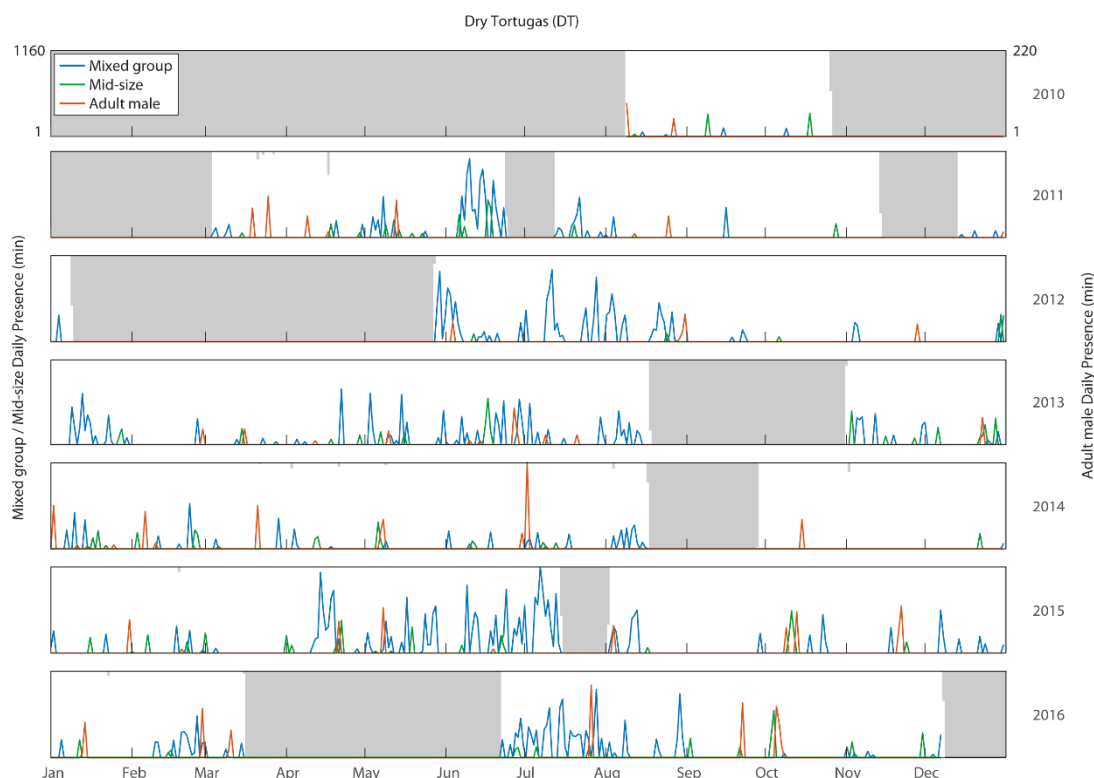 Dry Tortugas (DT)
1160
220
Mixed group
Mid-size
Adult male
2010
1
1
2011
2012
2013
2014
2015
2016
Mixed group / Mid-size Daily Presence (min)
Adult male Daily Presence (min)
Jan Feb Mar Apr May Jun Jul Aug Sep Oct Nov Dec